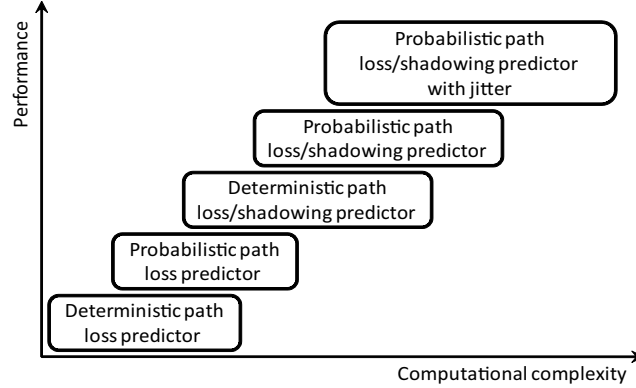 Performance
Probabilistic path
loss/shadowing predictor
with jitter
Probabilistic path
loss/shadowing predictor
Deterministic path
loss/shadowing predictor
Probabilistic path
loss predictor
Deterministic path
loss predictor
Computational complexity